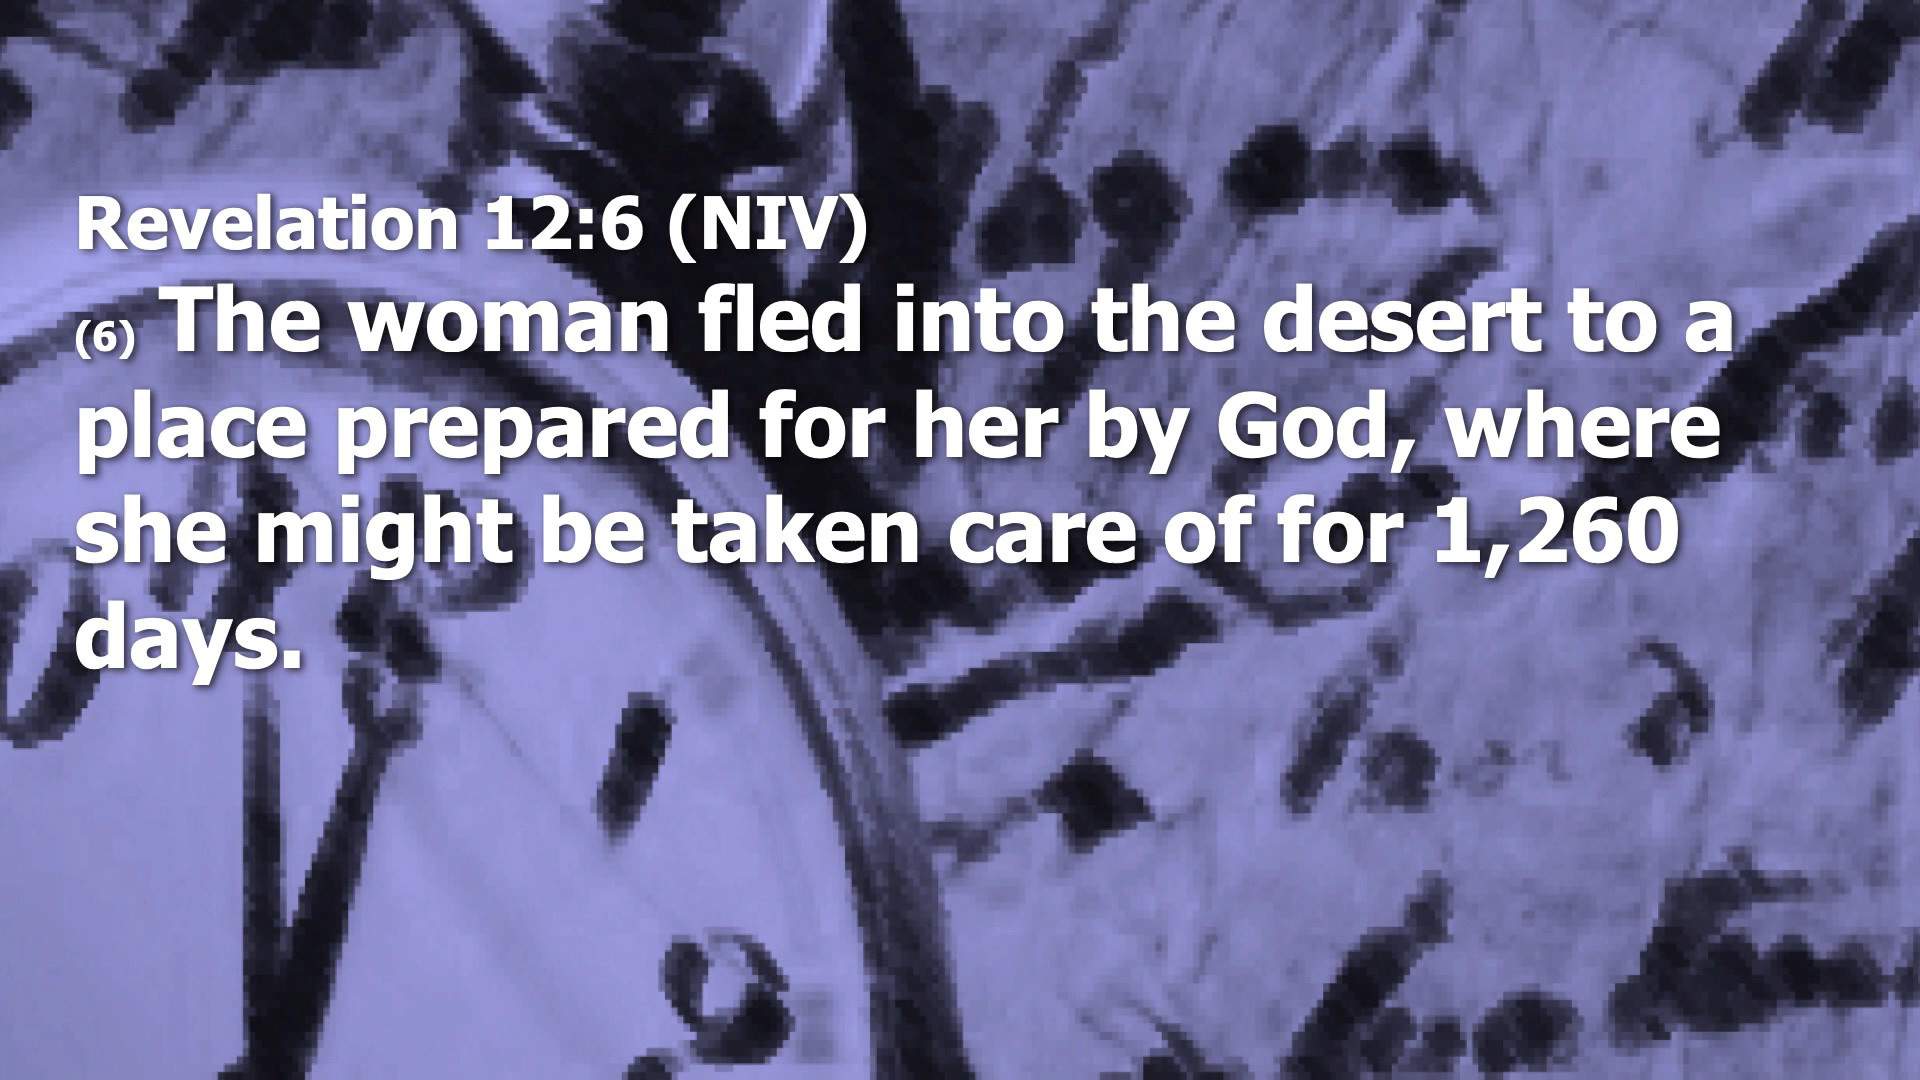 Revelation 12:6 (NIV)
(6) The woman fled into the desert to a
place prepared for her by God, where
she might be taken care of for 1,260
days.